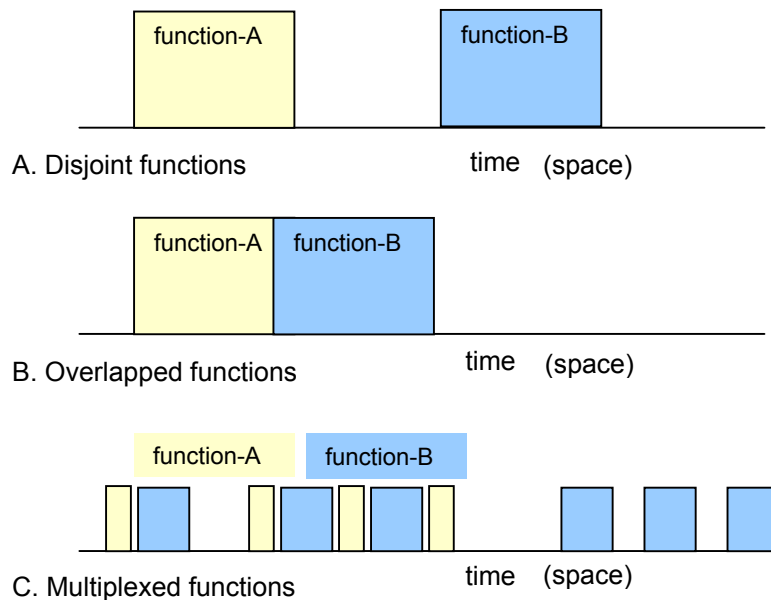 function-A function-B
time (space)
A. Disjoint functions
function-A function-B
time (space)
B. Overlapped functions
function-A function-B
time (space)
C. Multiplexed functions